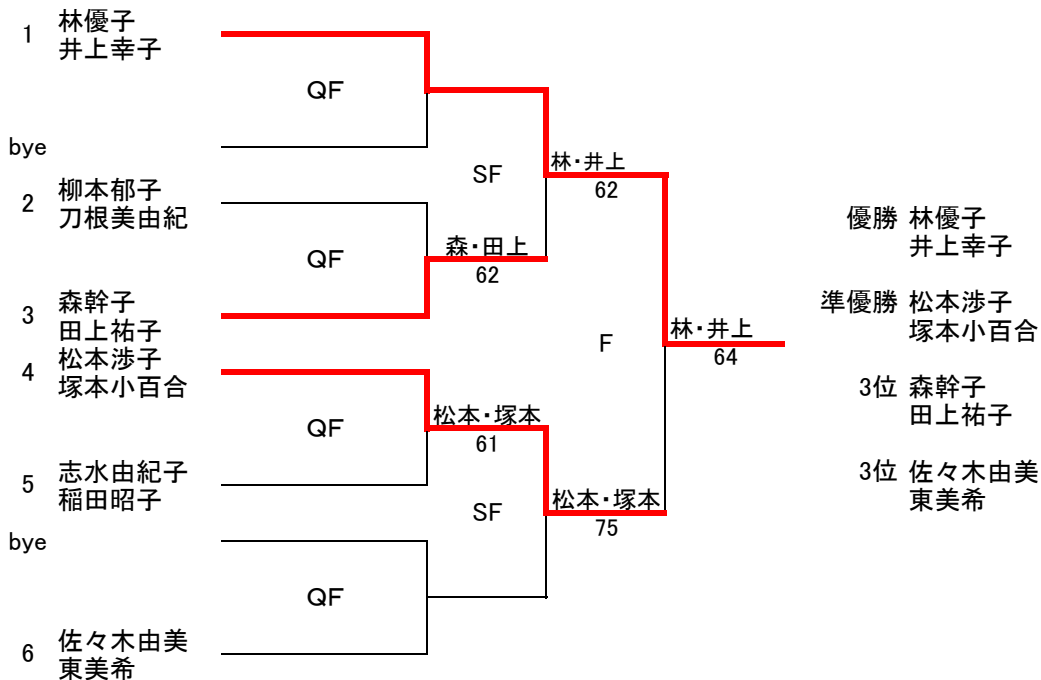 1 林優子
井上幸子
QF
bye
SF
林・井上
62
2 柳本郁子
刀根美由紀
QF
森・田上
62
3 森幹子
田上祐子
F
林・井上
64
4 松本渉子
塚本小百合
QF
松本・塚本
61
5 志水由紀子
稲田昭子
SF
松本・塚本
75
bye
QF
6 佐々木由美
東美希
優勝 林優子
井上幸子
準優勝 松本渉子
塚本小百合
3位 森幹子
田上祐子
3位 佐々木由美
東美希